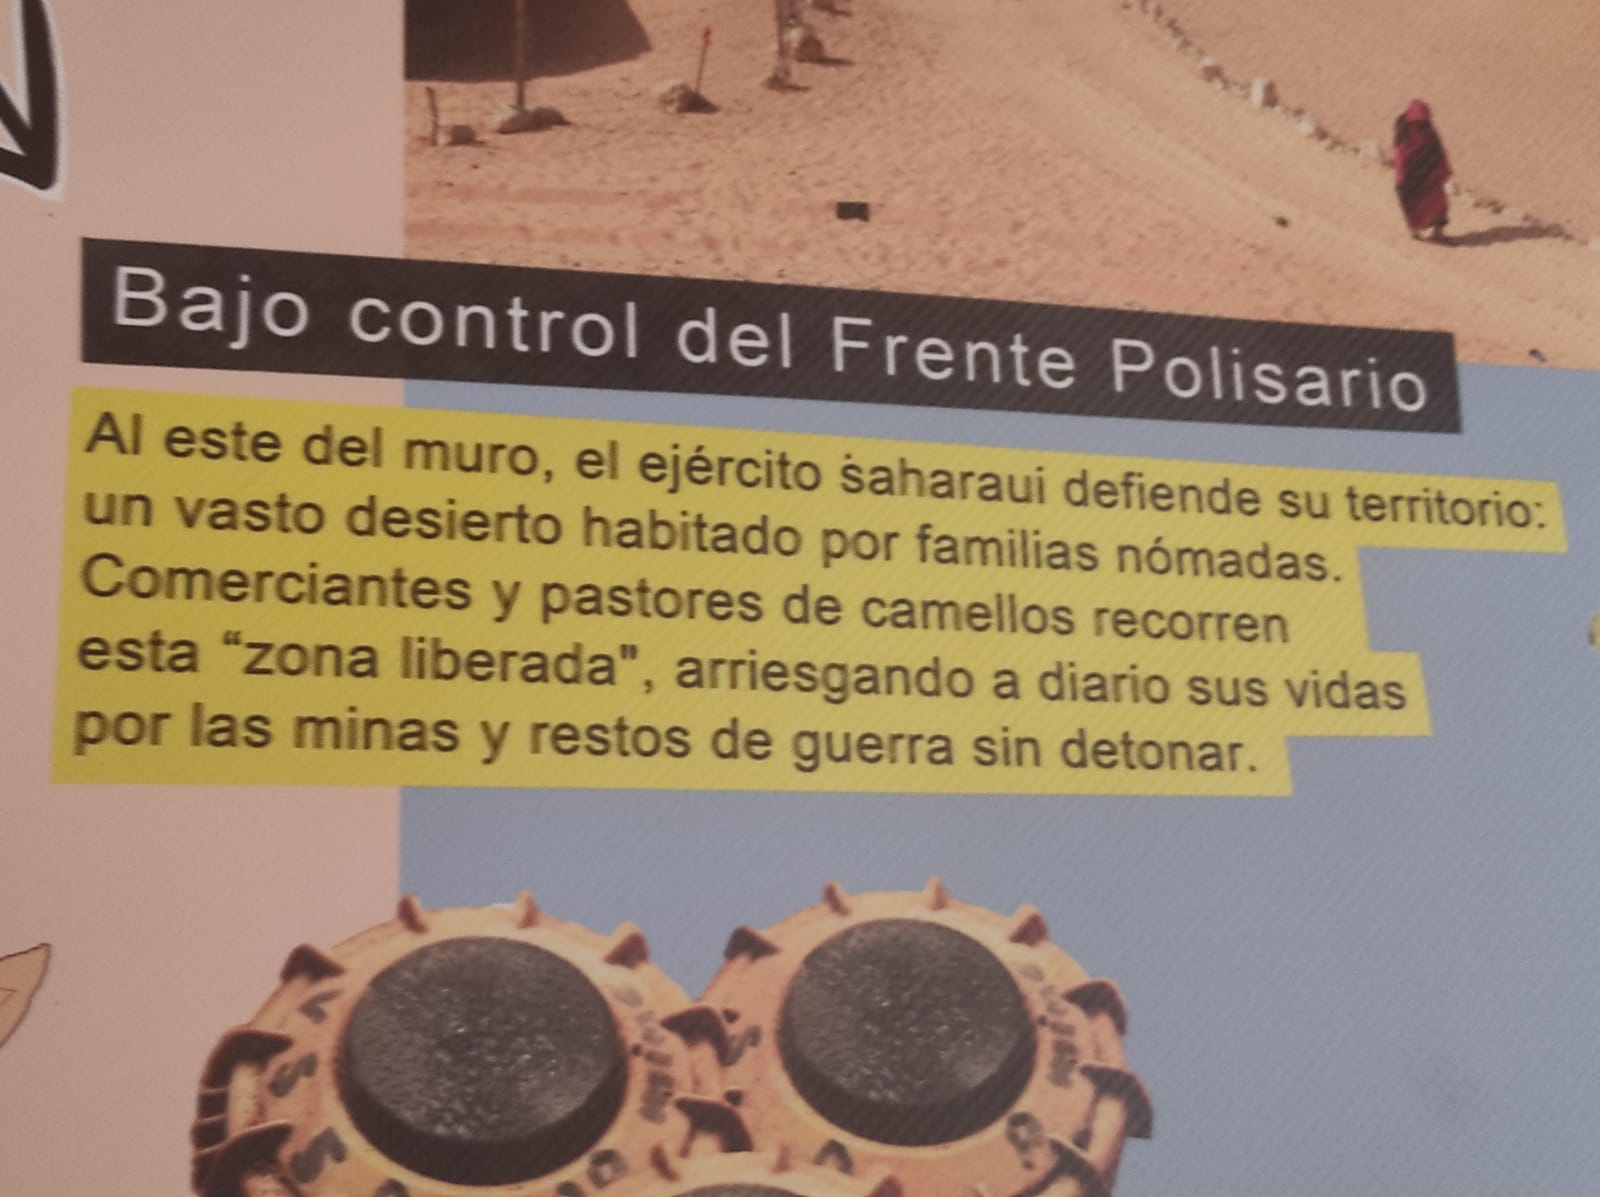 Bajo control del Frente Polisario
Al este del muro, el ejército saharaui defiende su territorio:
un vasto desierto habitado por familias nómadas.
Comerciantes y pastores de camellos recorren
esta “zona liberada", arriesgando a diario sus vidas
por las minas y restos de guerra sin detonar.